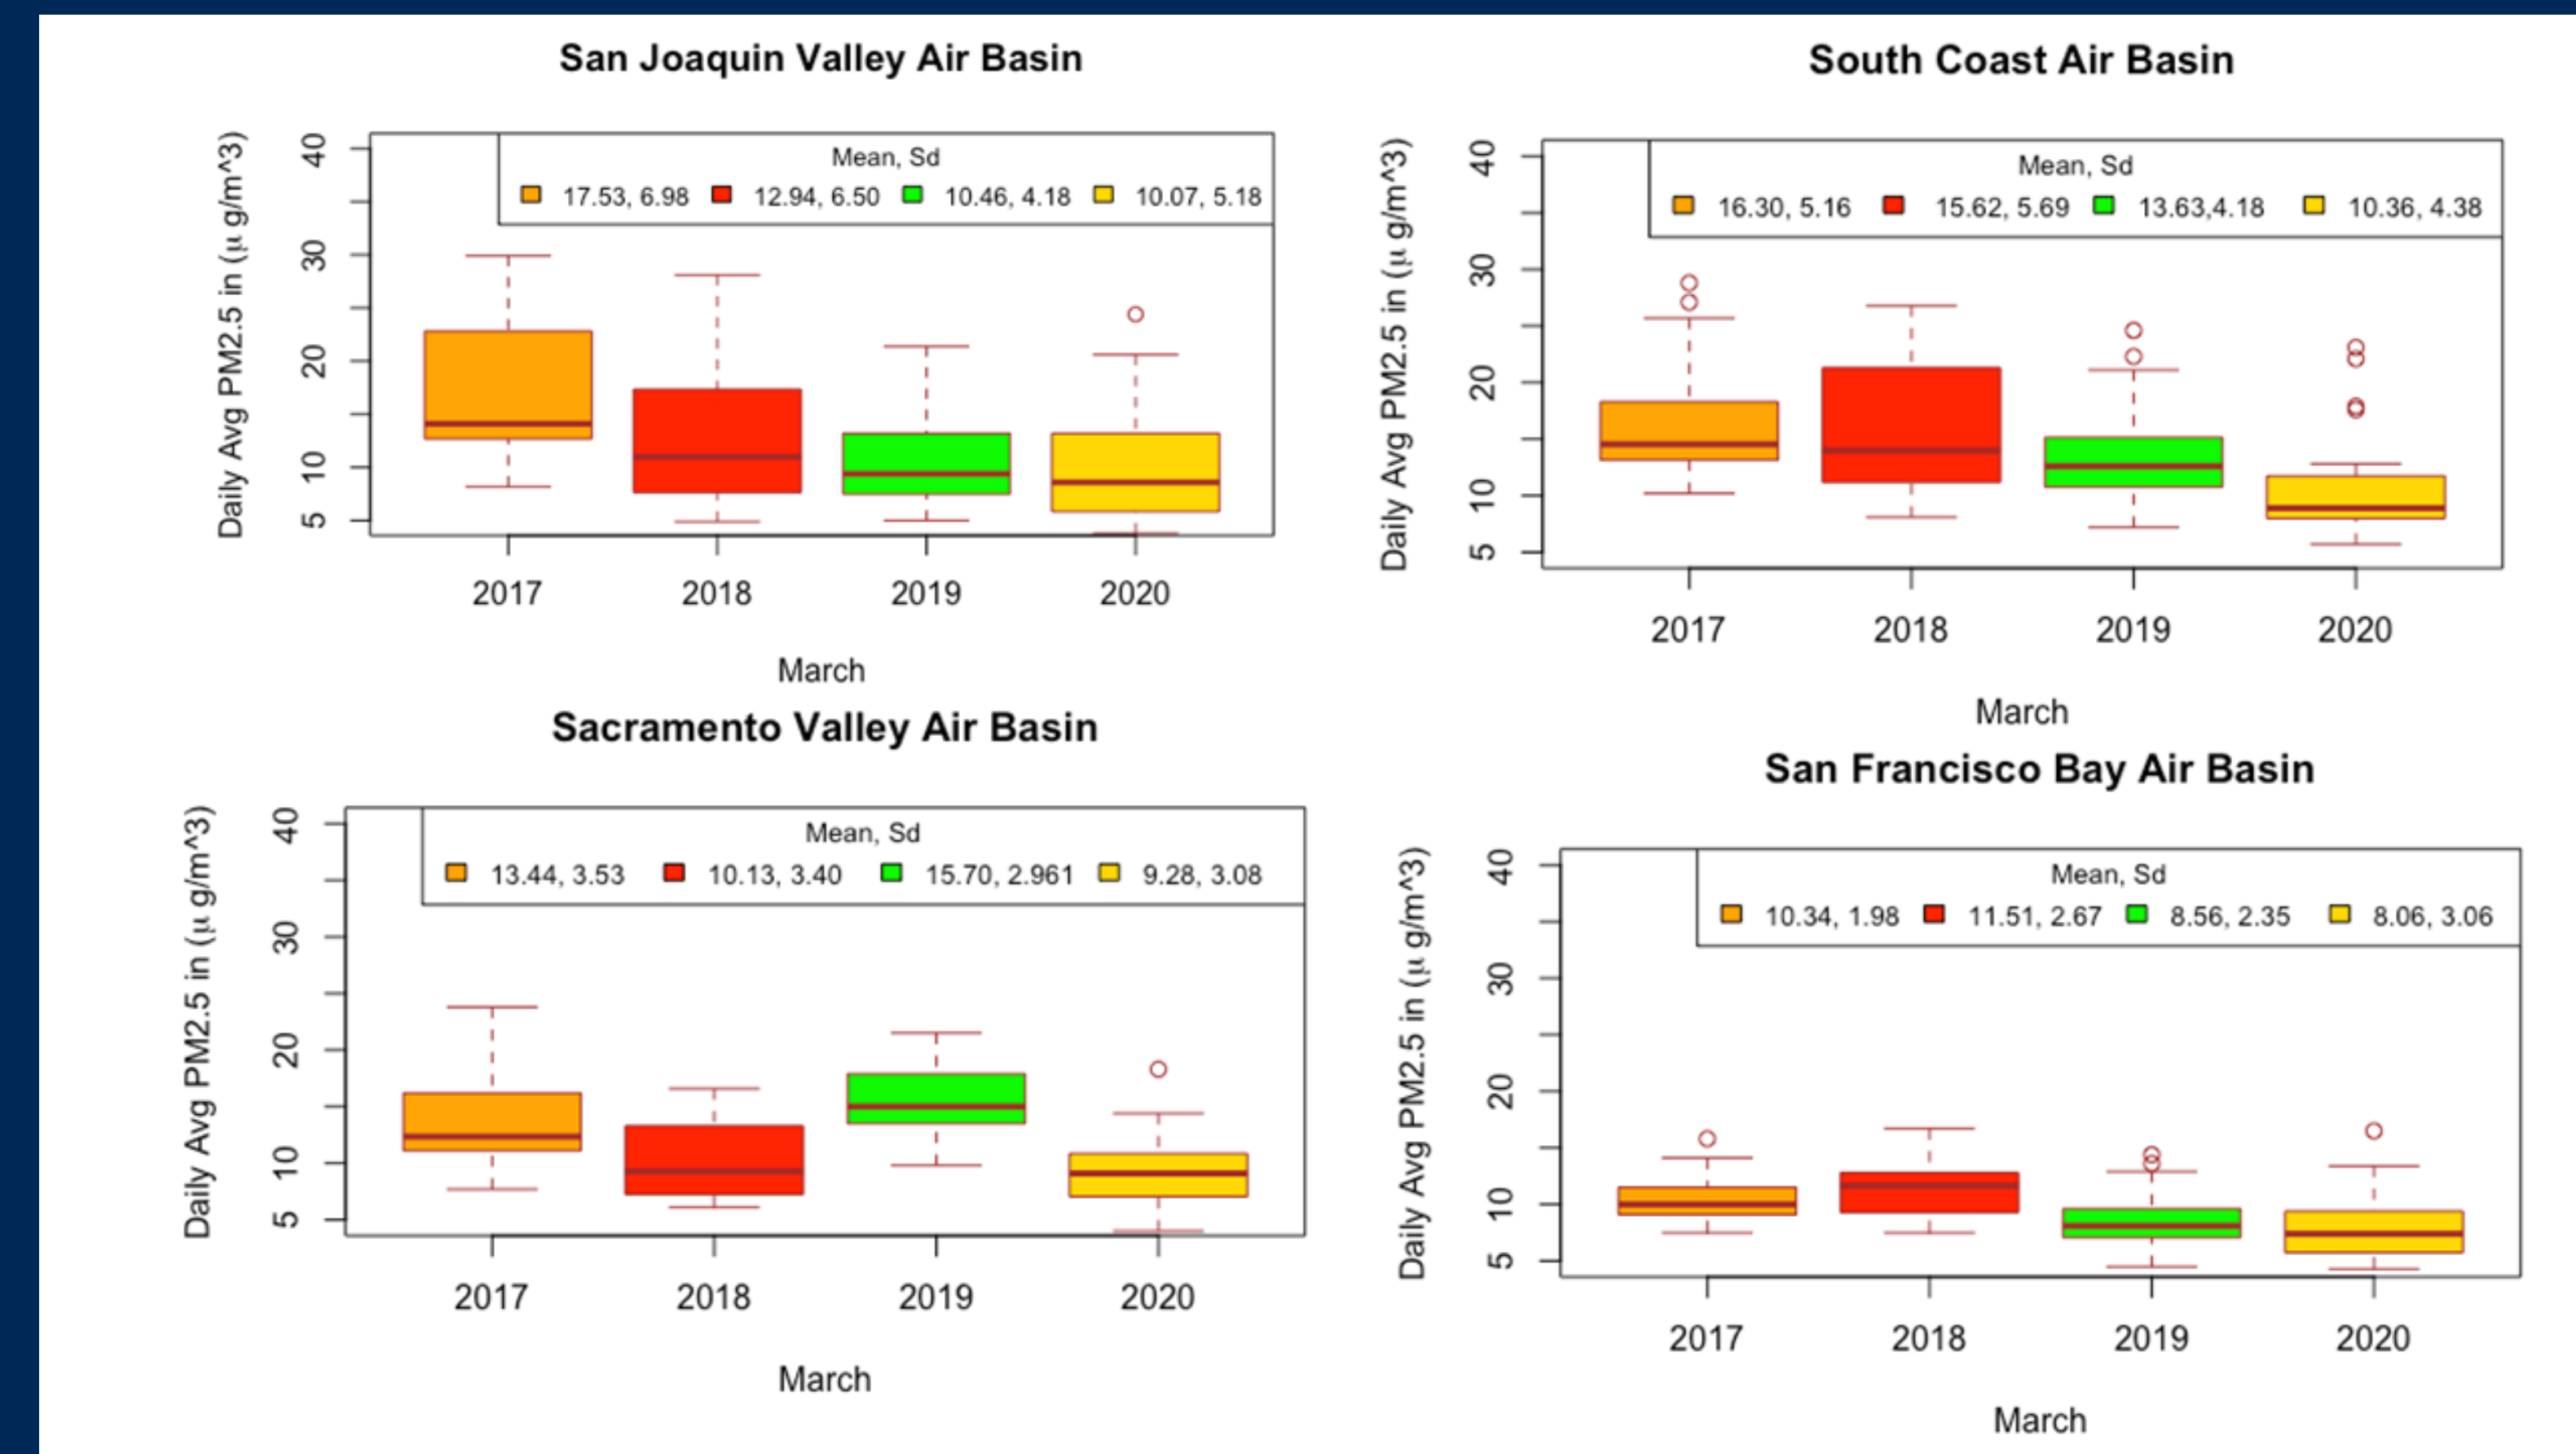 San Joaquin Valley Air Basin
Daily Avg PM2.5 in (μ g/m^3)
40
30
20
10
5
Mean, Sd
17.53, 6.98 12.94, 6.50 10.46, 4.18 10.07, 5.18
2017 2018 2019 2020
March
South Coast Air Basin
Daily Avg PM2.5 in (μ g/m^3)
40
30
20
10
5
Mean, Sd
16.30, 5.16 15.62, 5.69 13.63,4.18 10.36, 4.38
2017 2018 2019 2020
March
Sacramento Valley Air Basin
Daily Avg PM2.5 in (μ g/m^3)
40
30
20
10
5
Mean, Sd
13.44, 3.53 10.13, 3.40 15.70, 2.961 9.28, 3.08
2017 2018 2019 2020
March
San Francisco Bay Air Basin
Daily Avg PM2.5 in (μ g/m^3)
40
30
20
10
5
Mean, Sd
10.34, 1.98 11.51, 2.67 8.56, 2.35 8.06, 3.06
2017 2018 2019 2020
March